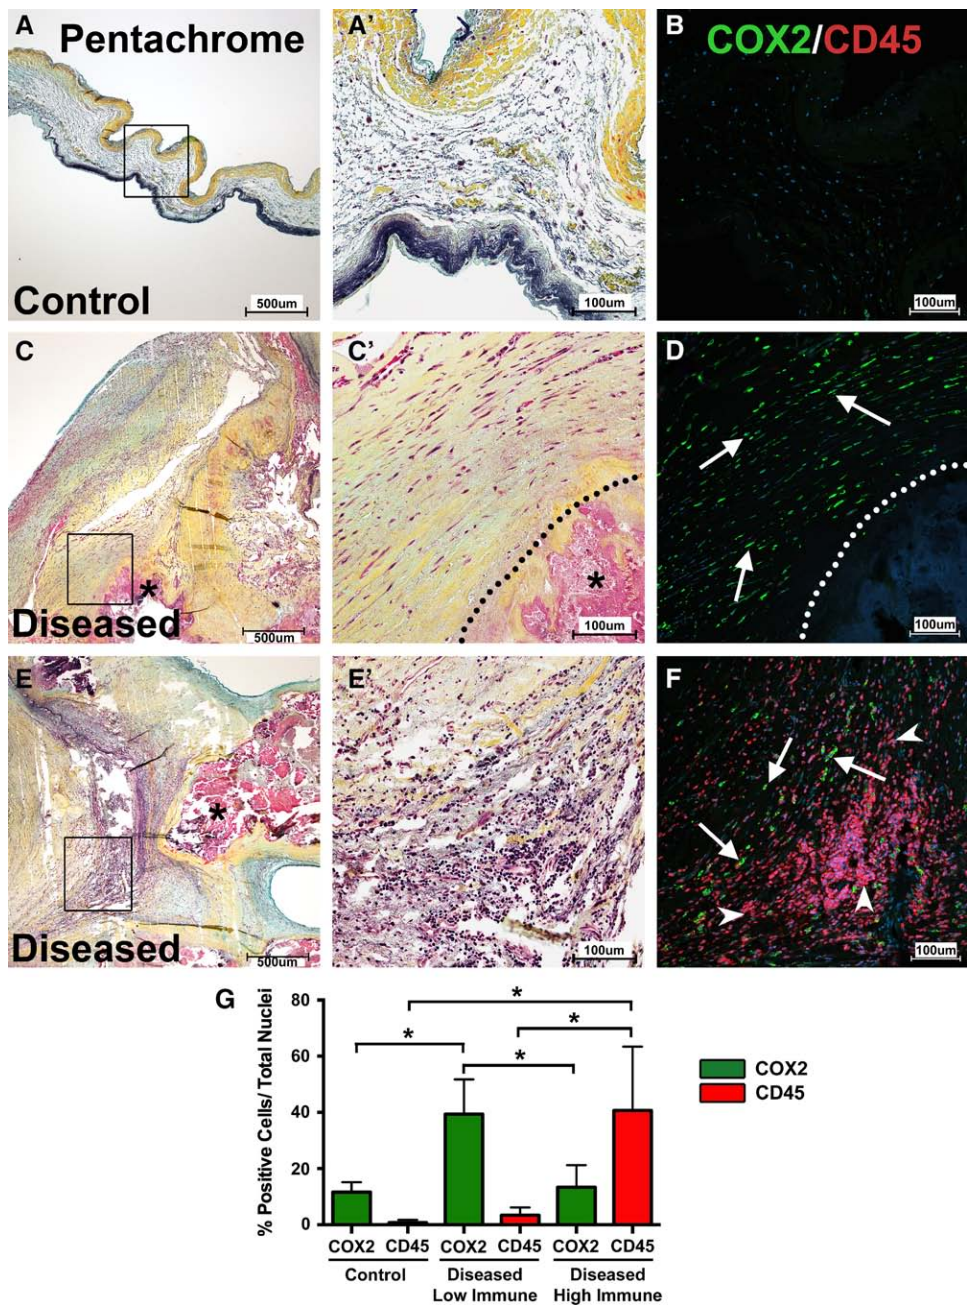 A Pentachrome
Control
500um
A'
100um
B COX2/CD45
100um
C
*
Diseased
500um
C'
*
100um
D
100um
E
*
Diseased
500um
E'
100um
F
100um
G
% Positive Cells/ Total Nuclei
80
60
40
20
0
*
*
*
*
COX2 CD45 COX2 CD45 COX2 CD45
Control
Diseased
Low Immune
Diseased
High Immune
COX2
CD45